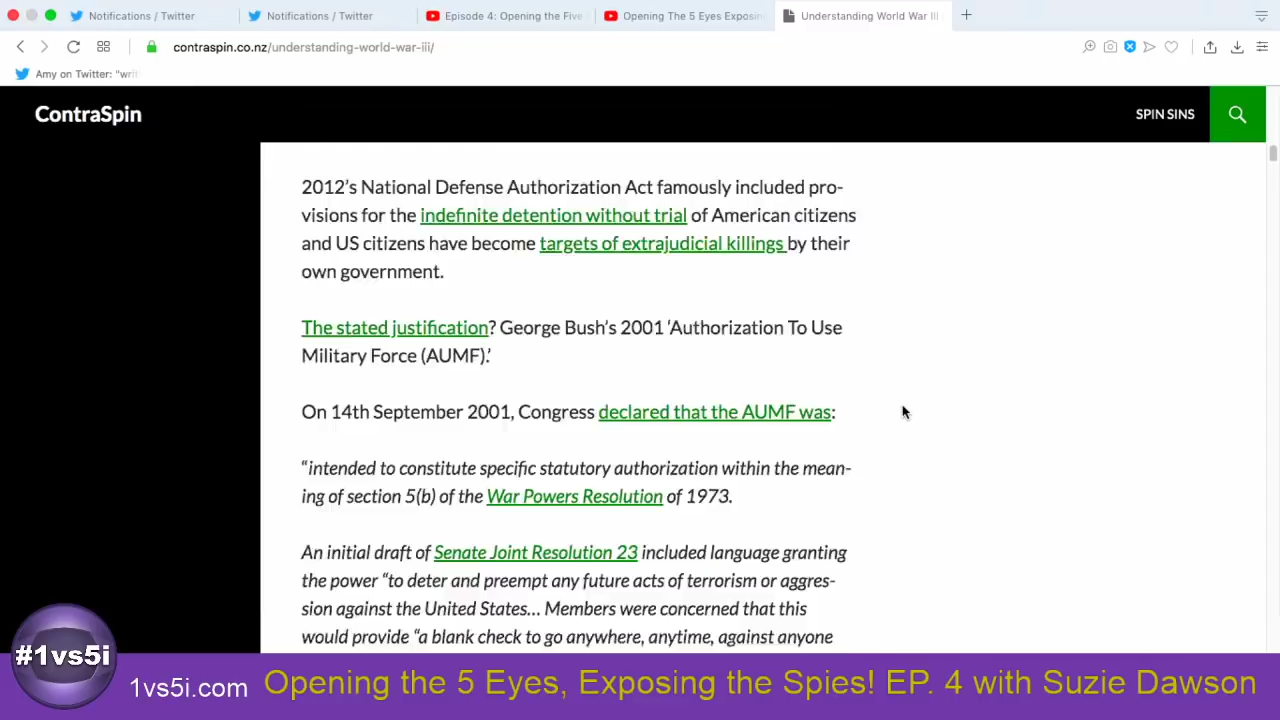 Notifications / Twitter
Notifications / Twitter
Episode 4: Opening the Five
Opening The 5 Eyes Exposin
Understanding World War III
contraspin.co.nz/understanding-world-war-iii/
Amy on Twitter: "writ
ContraSpin
SPIN SINS
2012's National Defense Authorization Act famously included pro-
visions for the indefinite detention without trial of American citizens
and US citizens have become targets of extrajudicial killings by their
own government.
The stated justification? George Bush's 2001 'Authorization To Use
Military Force (AUMF).'
On 14th September 2001, Congress declared that the AUMF was:
"intended to constitute specific statutory authorization within the mean-
ing of section 5(b) of the War Powers Resolution of 1973.
An initial draft of Senate Joint Resolution 23 included language granting
the power "to deter and preempt any future acts of terrorism or aggres-
sion against the United States... Members were concerned that this
would provide "a blank check to go anywhere, anytime, against anyone
#1vs5i
1vs5i.com
Opening the 5 Eyes, Exposing the Spies! EP. 4 with Suzie Dawson